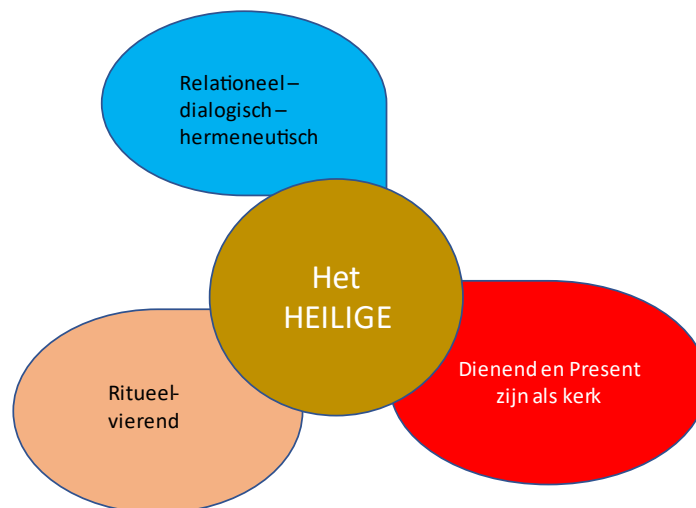 Relationeel –
dialogisch –
hermeneutisch
Het
HEILIGE
Dienend en Present
zijn als kerk
Ritueel-
vierend